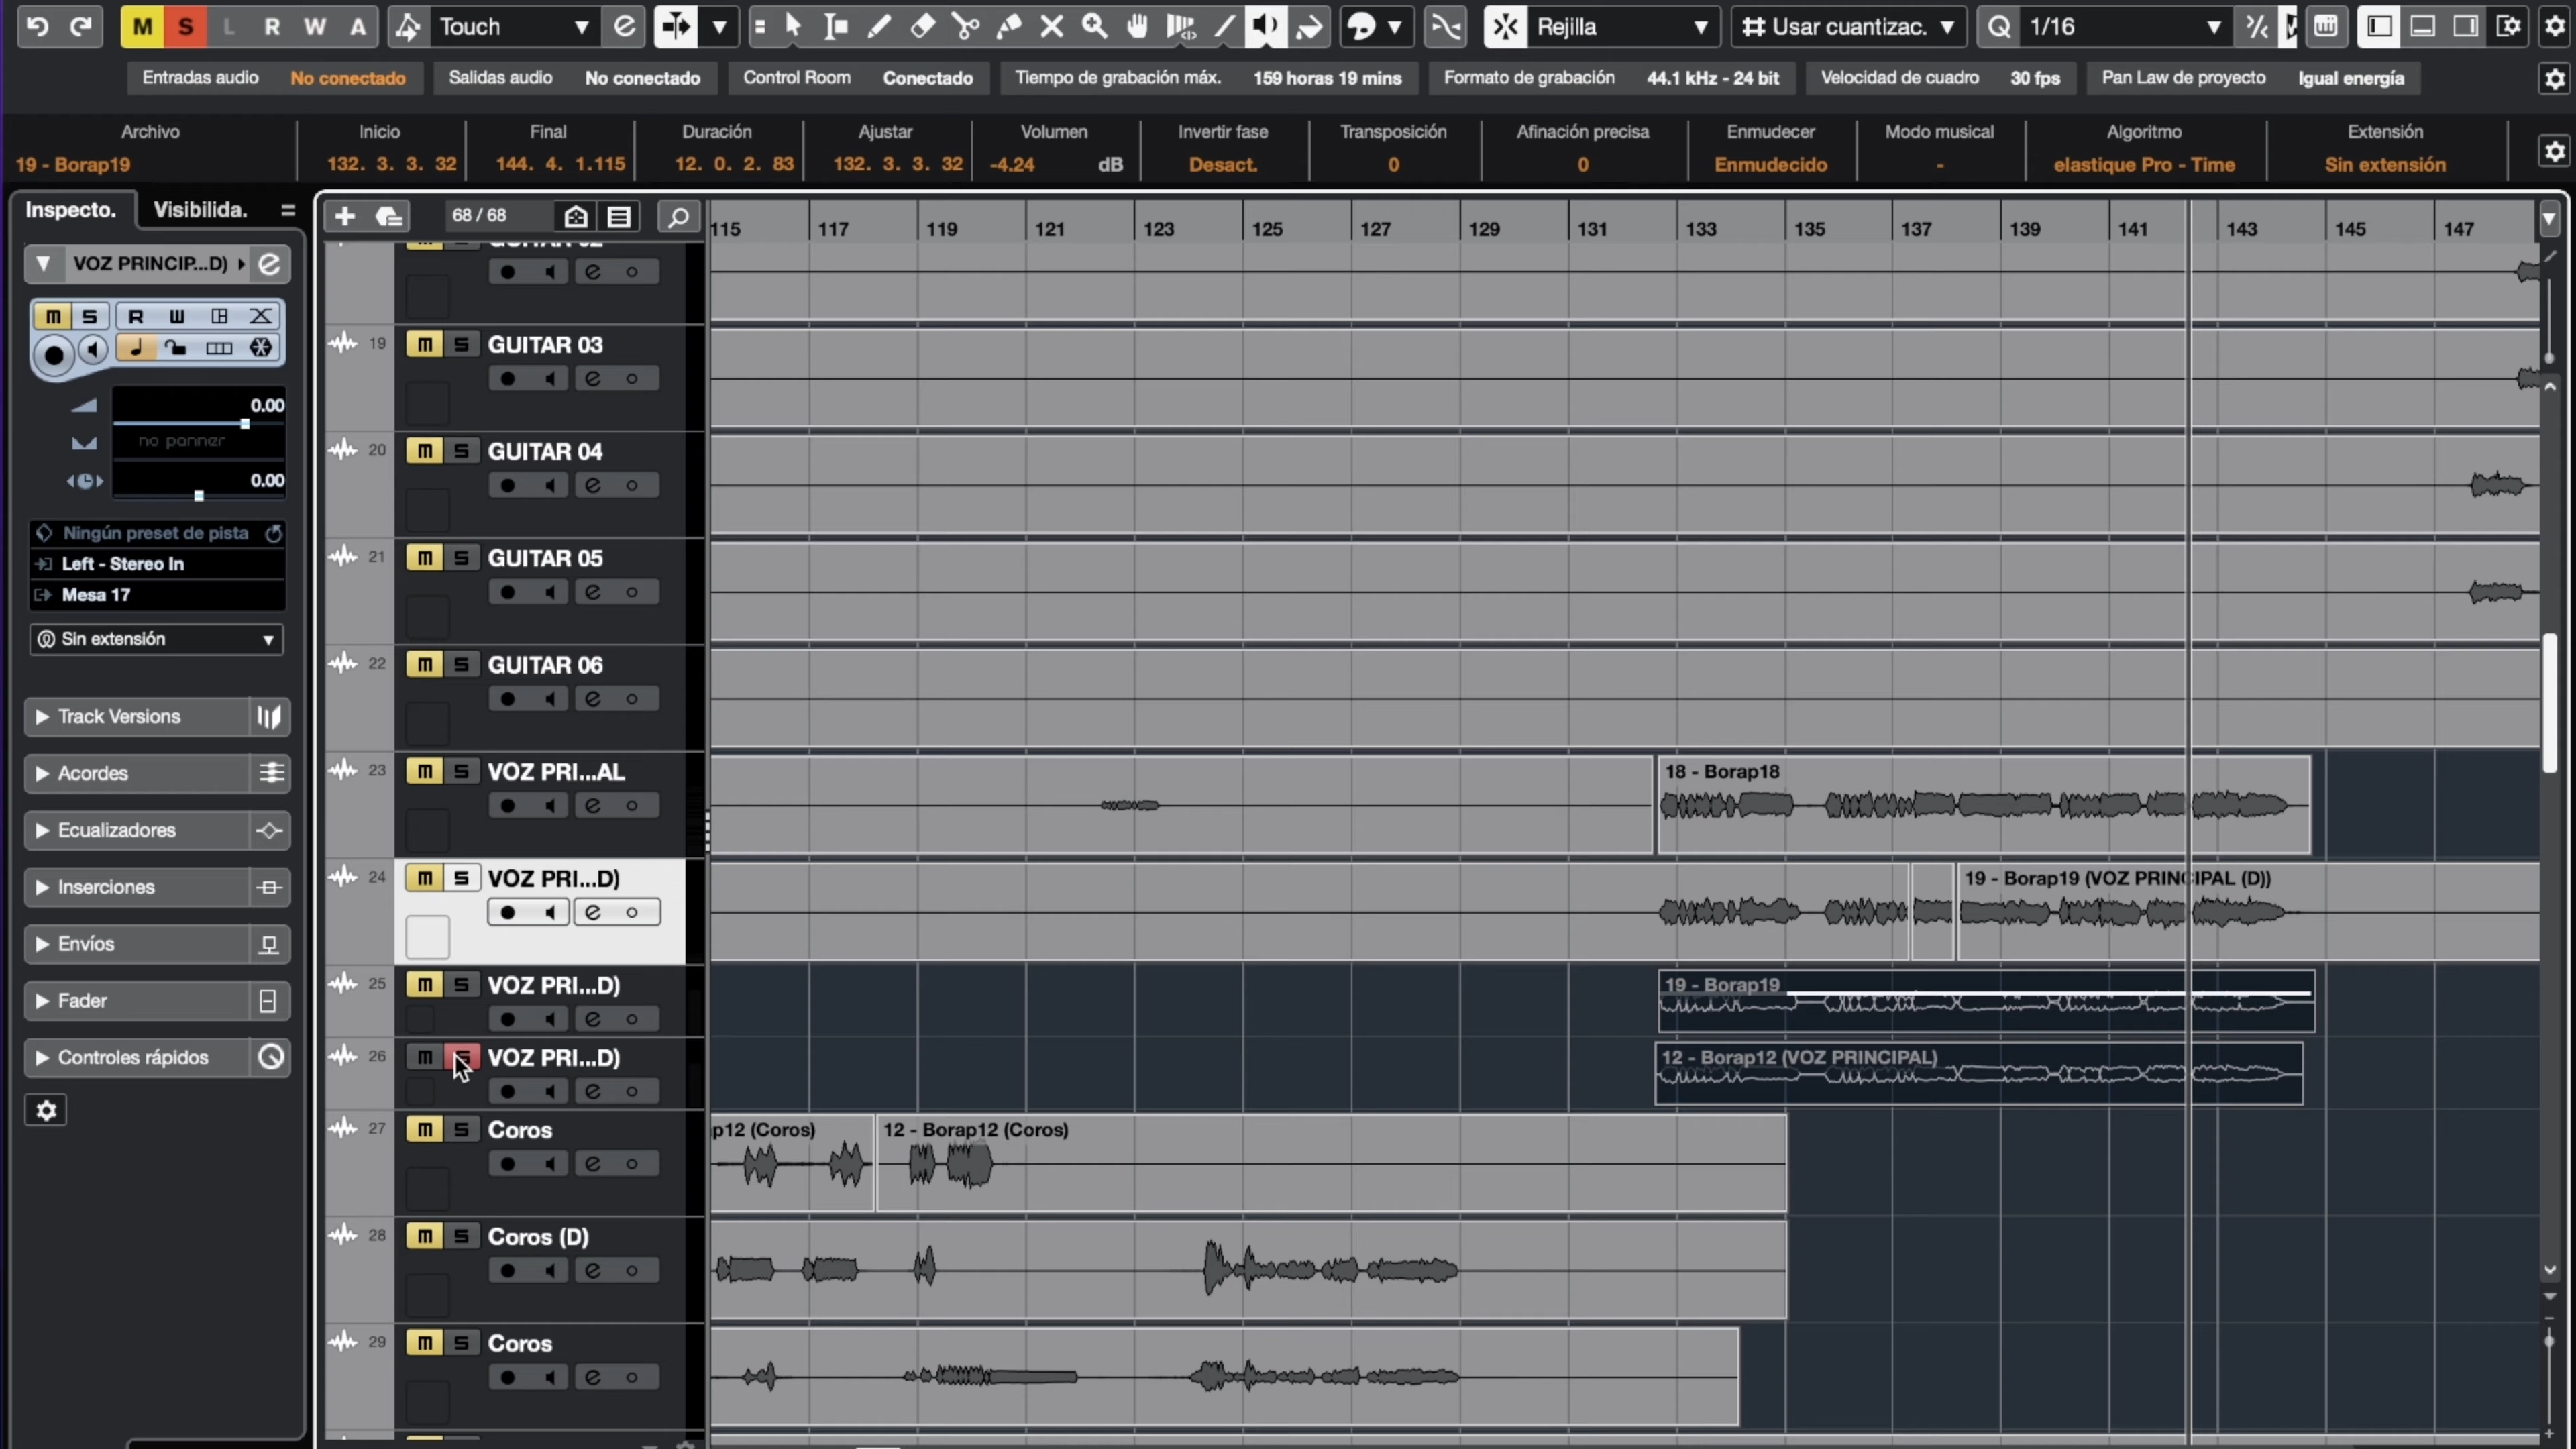 M S L R W A Touch Rejilla Usar cuantizac. 1/16
Entradas audio No conectado Salidas audio No conectado Control Room Conectado Tiempo de grabación máx. 159 horas 19 mins Formato de grabación 44.1 kHz - 24 bit Velocidad de cuadro 30 fps Pan Law de proyecto Igual energía
Archivo Inicio Final Duración Ajustar Volumen Invertir fase Transposición Afinación precisa Enmudecer Modo musical Algoritmo Extensión
19 - Borap19 132. 3. 3. 32 144. 4. 1.115 12. 0. 2. 83 132. 3. 3. 32 -4.24 dB Desact. 0 0 Enmudecido - elastique Pro - Time Sin extensión
Inspecto. Visibilida.
VOZ PRINCIP...D)
m S R W
0.00
no panner
0.00
Ningún preset de pista
Left - Stereo In
Mesa 17
Sin extensión
Track Versions
Acordes
Ecualizadores
Inserciones
Envíos
Fader
Controles rápidos
68 / 68
115 117 119 121 123 125 127 129 131 133 135 137 139 141 143 145 147
GUITAR 02
19 m S GUITAR 03
20 m S GUITAR 04
21 m S GUITAR 05
22 m S GUITAR 06
23 m S VOZ PRI...AL
18 - Borap18
24 m S VOZ PRI...D)
19 - Borap19 (VOZ PRINCIPAL (D))
25 m S VOZ PRI...D)
19 - Borap19
26 m S VOZ PRI...D)
12 - Borap12 (VOZ PRINCIPAL)
27 m S Coros
p12 (Coros) 12 - Borap12 (Coros)
28 m S Coros (D)
29 m S Coros